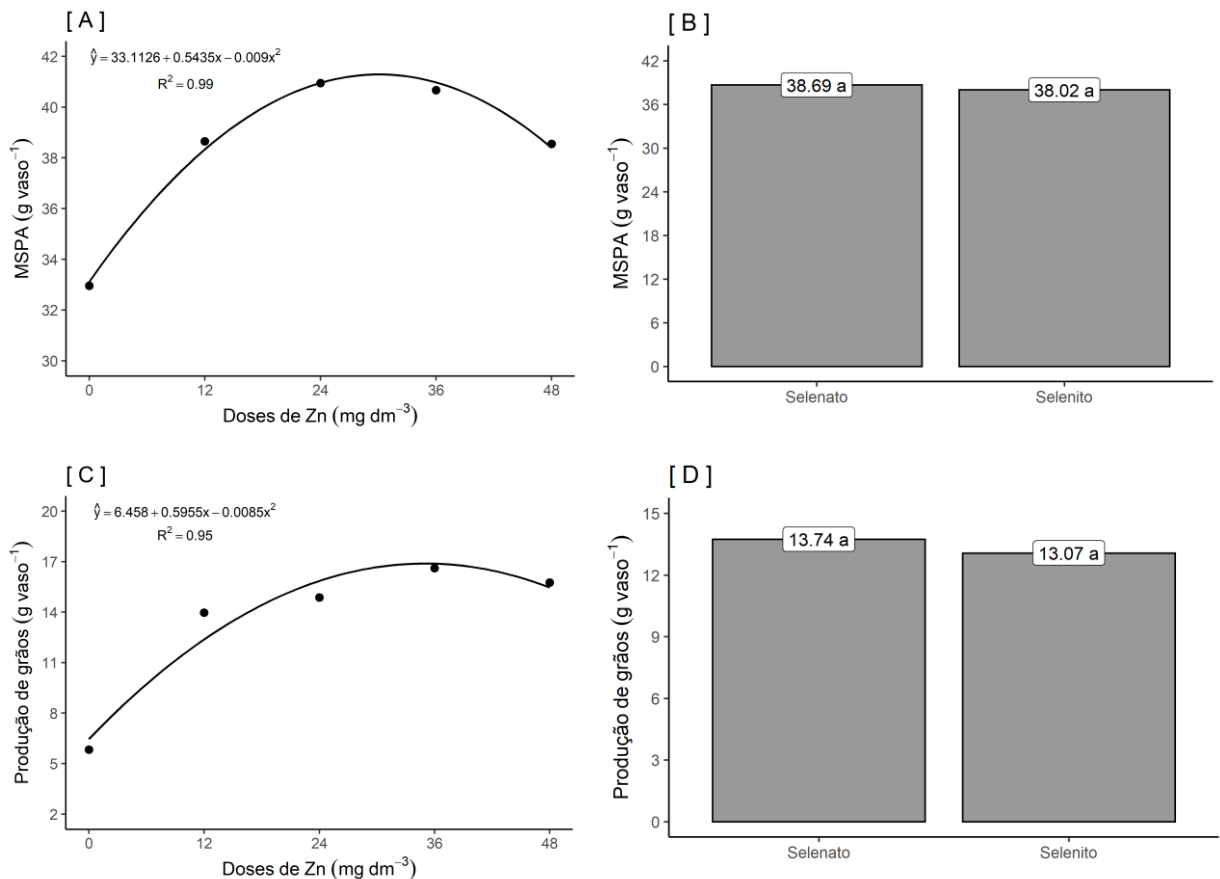 [ A ]
ŷ = 33.1126 + 0.5435x − 0.009x²
R² = 0.99
42
40
38
36
34
32
30
MSPA (g vaso⁻¹)
0 12 24 36 48
Doses de Zn (mg dm⁻³)
[ B ]
42
36
30
24
18
12
6
0
MSPA (g vaso⁻¹)
38.69 a
38.02 a
Selenato Selenito
[ C ]
ŷ = 6.458 + 0.5955x − 0.0085x²
R² = 0.95
20
17
14
11
8
5
2
Produção de grãos (g vaso⁻¹)
0 12 24 36 48
Doses de Zn (mg dm⁻³)
[ D ]
15
12
9
6
3
0
Produção de grãos (g vaso⁻¹)
13.74 a
13.07 a
Selenato Selenito